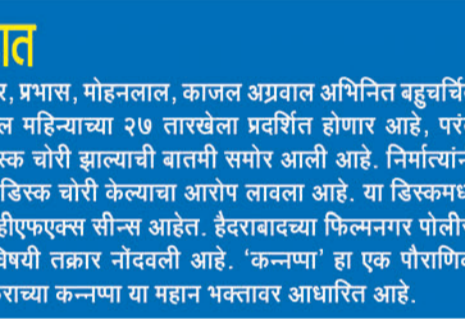 ात
र, प्रभास, मोहनलाल, काजल अग्रवाल अभिनित बहुचर्चि
ल महिन्याच्या २७ तारखेला प्रदर्शित होणार आहे, परं
स्क चोरी झाल्याची बातमी समोर आली आहे. निर्मात्यांन
डिस्क चोरी केल्याचा आरोप लावला आहे. या डिस्कमध
हीएफएक्स सीन्स आहेत. हैदराबादच्या फिल्मनगर पोलीस
विषयी तक्रार नोंदवली आहे. ‘कन्नप्पा’ हा एक पौराणिक
कराच्या कन्नप्पा या महान भक्तावर आधारित आहे.